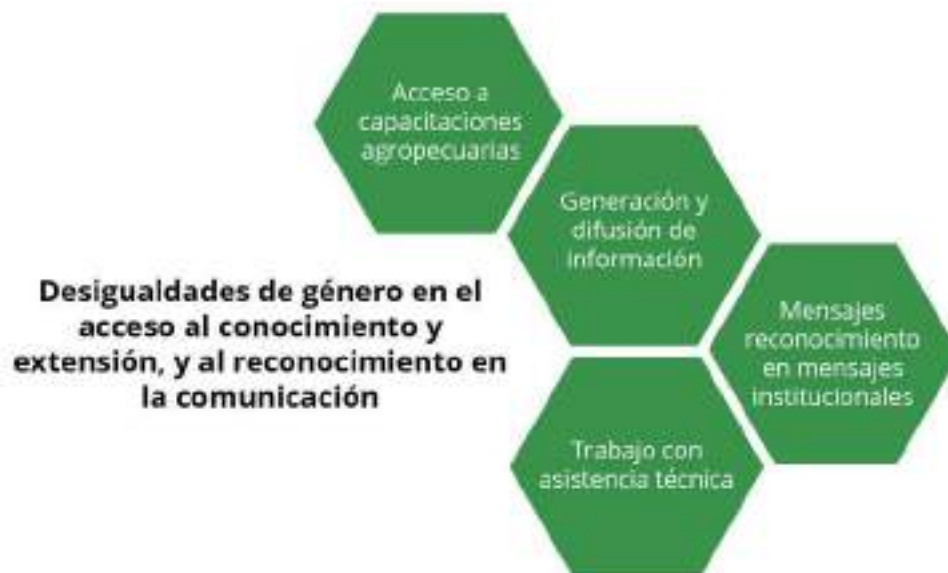 Acceso a
capacitaciones
agropecuarias
Generación y
difusión de
información
Desigualdades de género en el
acceso al conocimiento y
extensión, y al reconocimiento en
la comunicación
Mensajes
reconocimiento
en mensajes
institucionales
Trabajo con
asistencia técnica